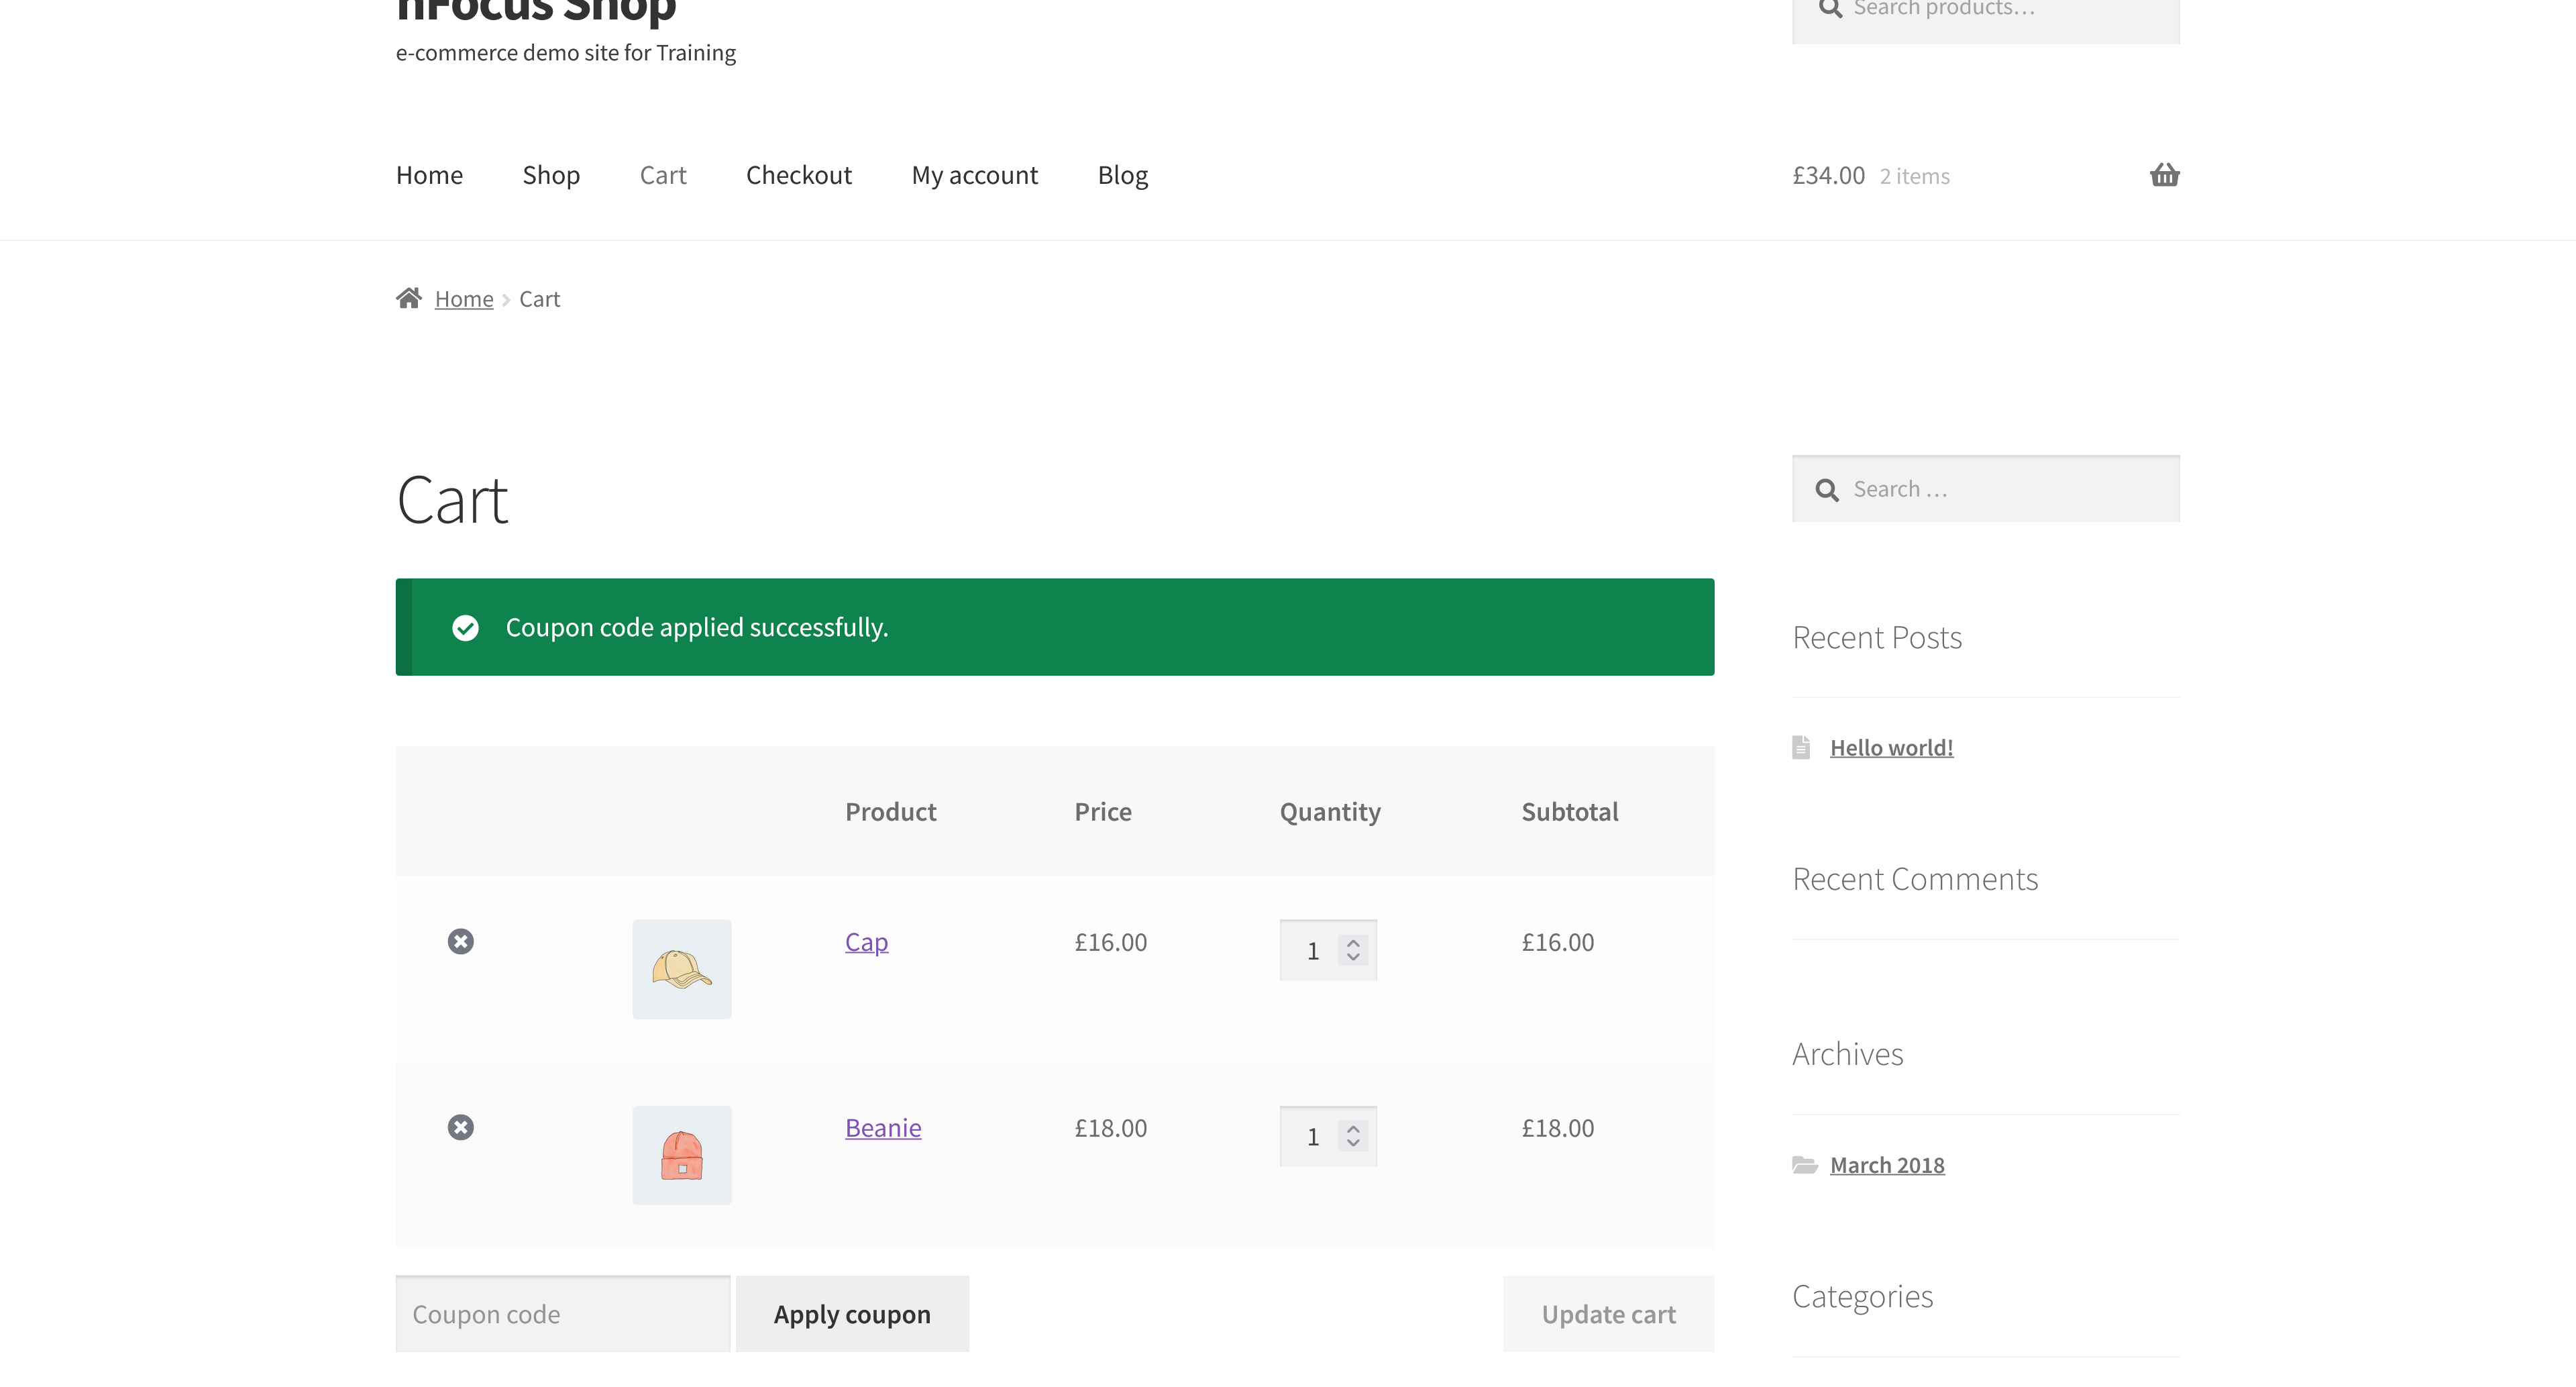 nFocus Shop
Search products…
e-commerce demo site for Training
Home Shop Cart Checkout My account Blog £34.00 2 items
Home Cart
Cart
Search …
Coupon code applied successfully.
Recent Posts
Hello world!
Product Price Quantity Subtotal
Recent Comments
Cap £16.00 1 £16.00
Archives
Beanie £18.00 1 £18.00
March 2018
Categories
Coupon code Apply coupon Update cart